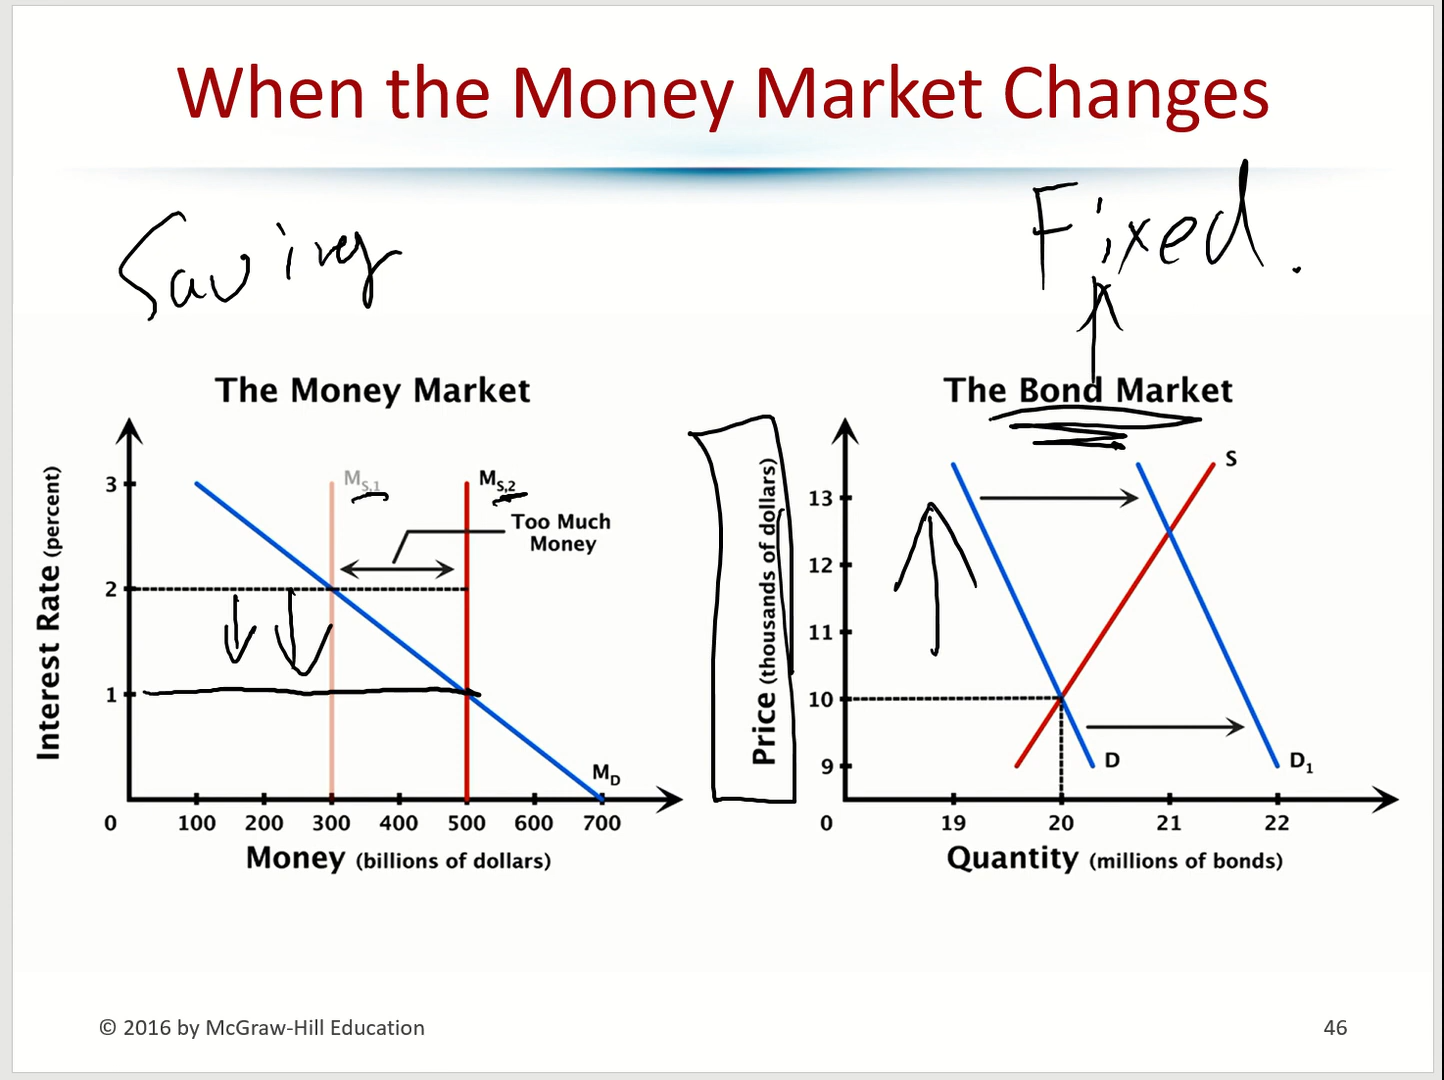 When the Money Market Changes
Saving
Fixed.
The Money Market
Interest Rate (percent)
3
2
1
0
100 200 300 400 500 600 700
Money (billions of dollars)
MS,1
MS,2
Too Much
Money
MD
The Bond Market
Price (thousands of dollars)
13
12
11
10
9
0
19 20 21 22
Quantity (millions of bonds)
S
D
D1
© 2016 by McGraw-Hill Education
46